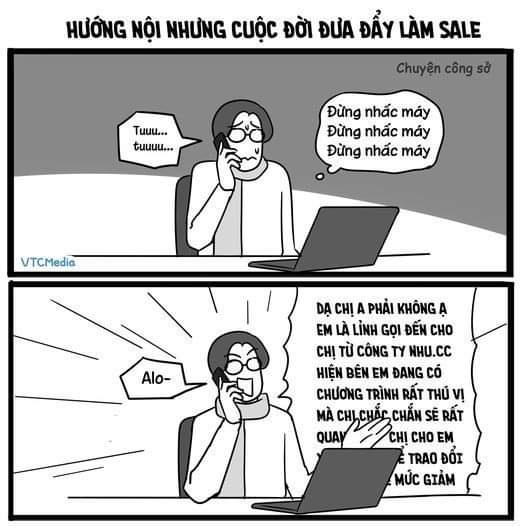 HƯỚNG NỘI NHƯNG CUỘC ĐỜI ĐƯA ĐẨY LÀM SALE
Chuyện công sở
Tuuu...
tuuuu...
Đừng nhấc máy
Đừng nhấc máy
Đừng nhấc máy
VTCMedia
Alo-
DẠ CHỊ A PHẢI KHÔNG Ạ
EM LÀ LỈNH GỌI ĐẾN CHO
CHỊ TỪ CÔNG TY NHU.CC
HIỆN BÊN EM ĐANG CÓ
CHƯƠNG TRÌNH RẤT THÚ VỊ
MÀ CHỊ CHẮC CHẮN SẼ RẤT
QUAN CHỊ CHO EM
TRAO ĐỔI
MỨC GIẢM